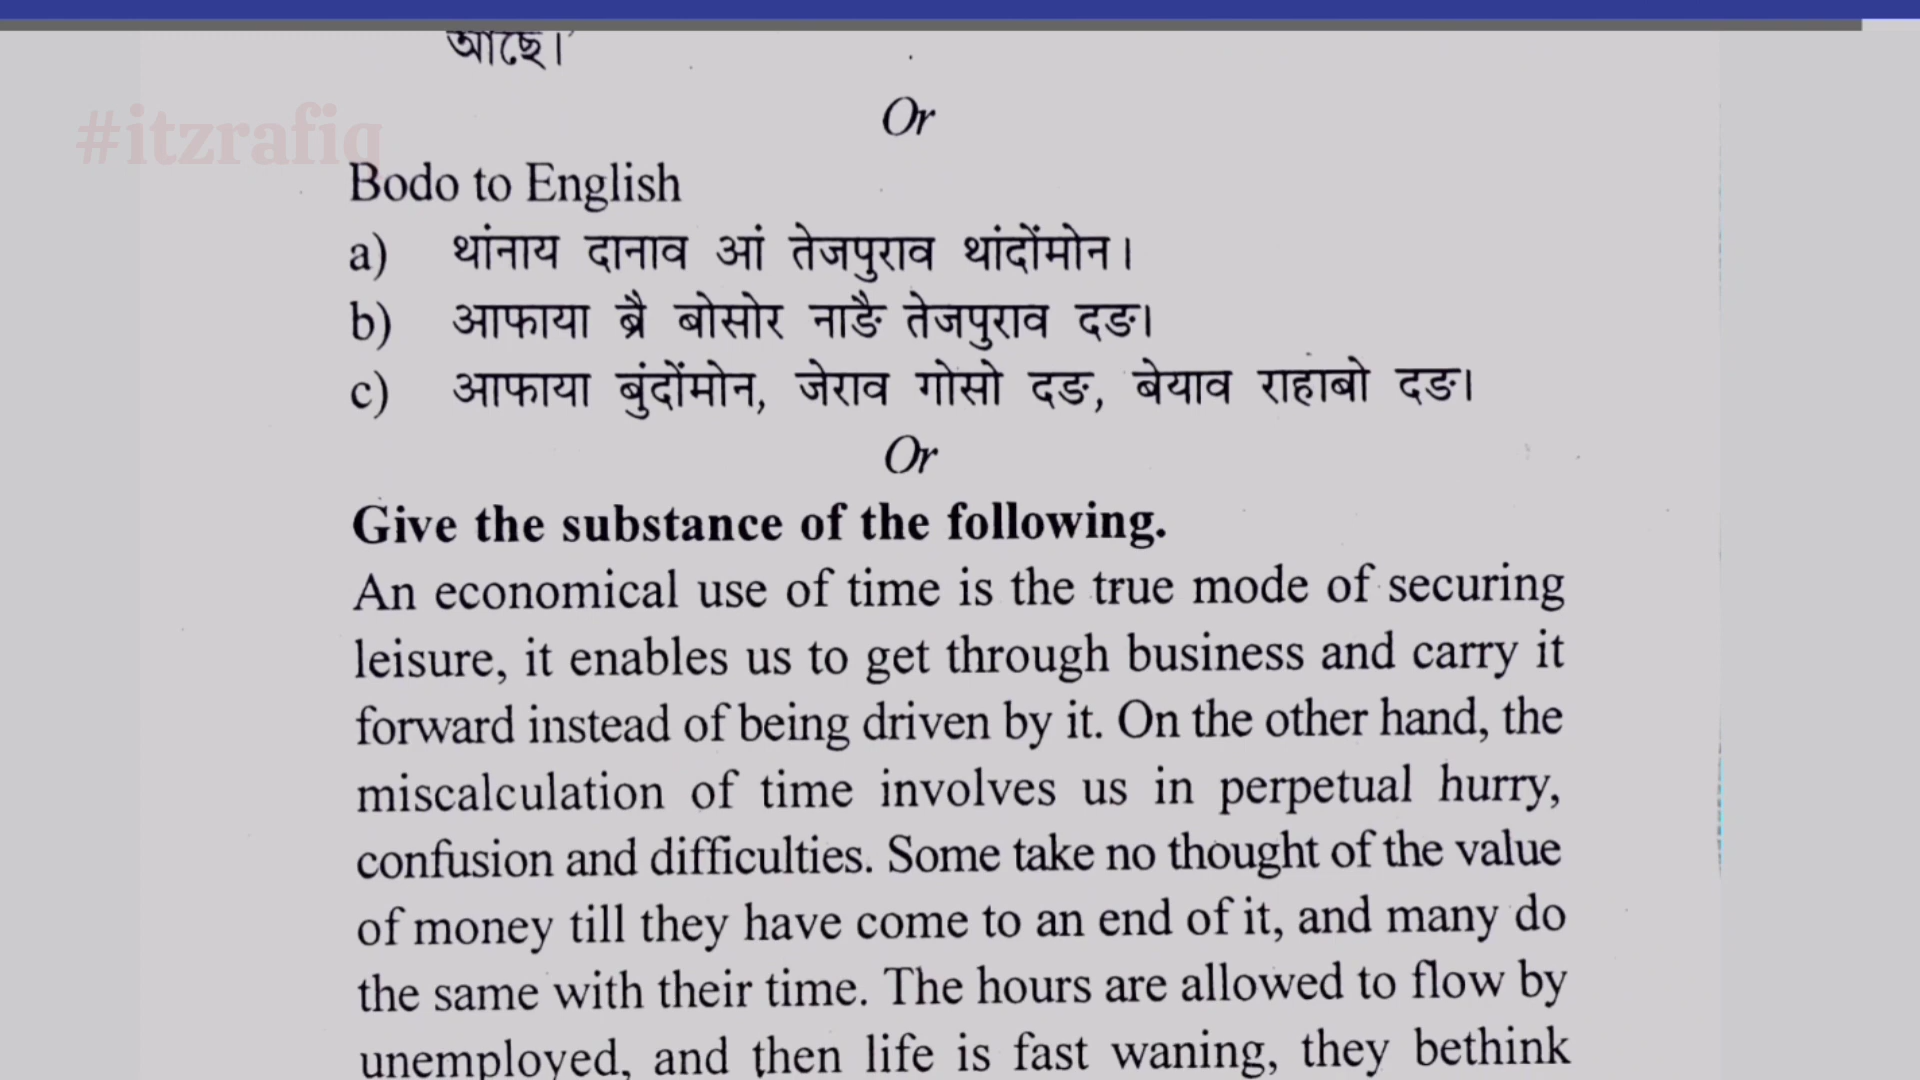 আছে।’
Or
#itzrafiq
Bodo to English
a) थांनाय दानाव आं तेजपुराव थांदोंमोन।
b) आफाया ब्रै बोसोर नाङै तेजपुराव दङ।
c) आफाया बुंदोंमोन, जेराव गोसो दङ, बेयाव राहाबो दङ।
Or
Give the substance of the following.
An economical use of time is the true mode of securing
leisure, it enables us to get through business and carry it
forward instead of being driven by it. On the other hand, the
miscalculation of time involves us in perpetual hurry,
confusion and difficulties. Some take no thought of the value
of money till they have come to an end of it, and many do
the same with their time. The hours are allowed to flow by
unemployed, and then life is fast waning, they bethink